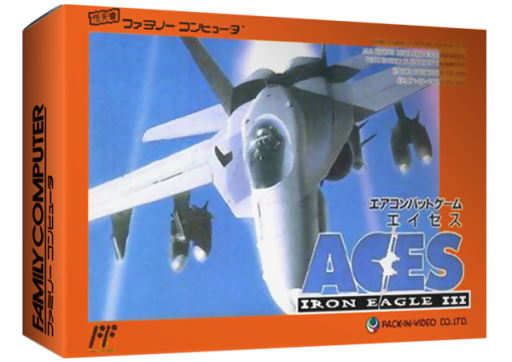 任天堂 ファミリーコンピュータ
エアコンバットゲーム
エイセス
ACES
IRON EAGLE III
PACK-IN-VIDEO CO.,LTD.
FF
FAMILY COMPUTER
ファミリーコンピュータ